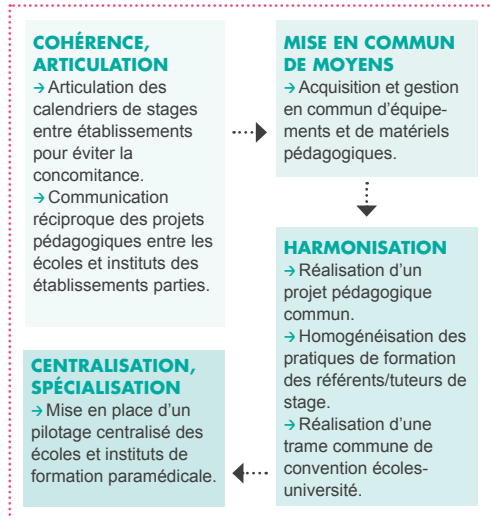 COHÉRENCE,
ARTICULATION
→ Articulation des
calendriers de stages
entre établissements
pour éviter la
concomitance.
→ Communication
réciproque des projets
pédagogiques entre les
écoles et instituts des
établissements parties.
MISE EN COMMUN
DE MOYENS
→ Acquisition et gestion
en commun d'équipe-
ments et de matériels
pédagogiques.
HARMONISATION
→ Réalisation d'un
projet pédagogique
commun.
→ Homogénéisation des
pratiques de formation
des référents/tuteurs de
stage.
→ Réalisation d'une
trame commune de
convention écoles-
université.
CENTRALISATION,
SPÉCIALISATION
→ Mise en place d'un
pilotage centralisé des
écoles et instituts de
formation paramédicale.